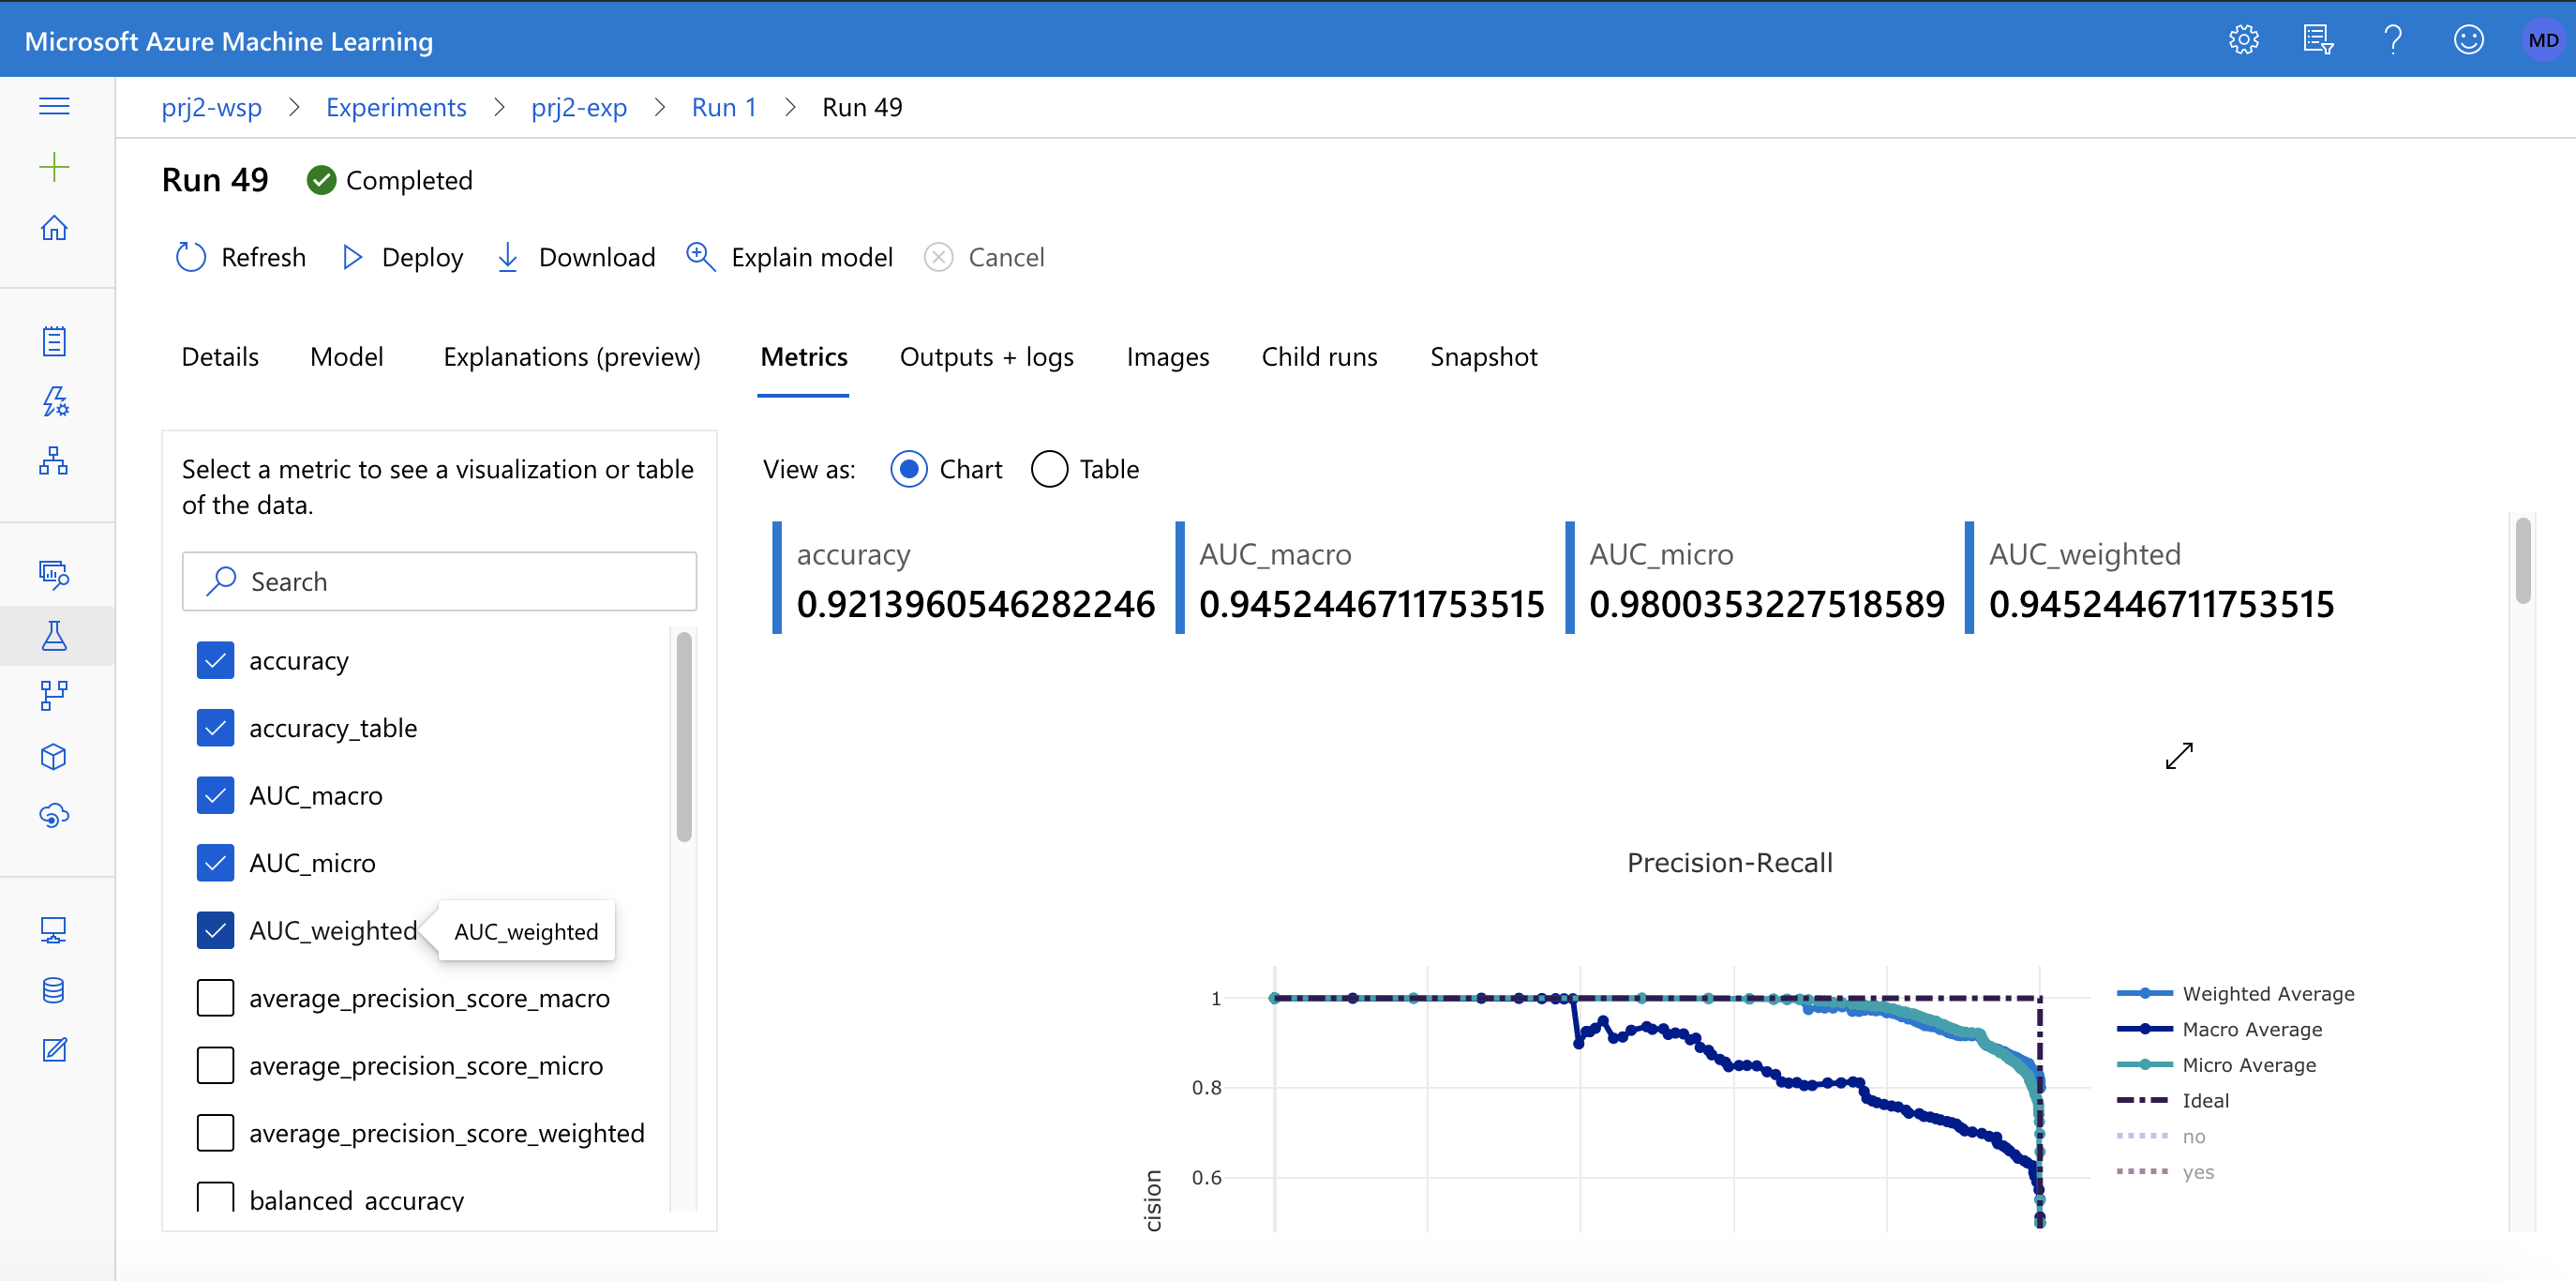 Microsoft Azure Machine Learning
MD
prj2-wsp > Experiments > prj2-exp > Run 1 > Run 49
Run 49 Completed
Refresh Deploy Download Explain model Cancel
Details Model Explanations (preview) Metrics Outputs + logs Images Child runs Snapshot
Select a metric to see a visualization or table
of the data.
Search
accuracy
accuracy_table
AUC_macro
AUC_micro
AUC_weighted
AUC_weighted
average_precision_score_macro
average_precision_score_micro
average_precision_score_weighted
balanced_accuracy
View as: Chart Table
accuracy
0.9213960546282246
AUC_macro
0.9452446711753515
AUC_micro
0.9800353227518589
AUC_weighted
0.9452446711753515
Precision-Recall
1
0.8
0.6
cision
Weighted Average
Macro Average
Micro Average
Ideal
no
yes